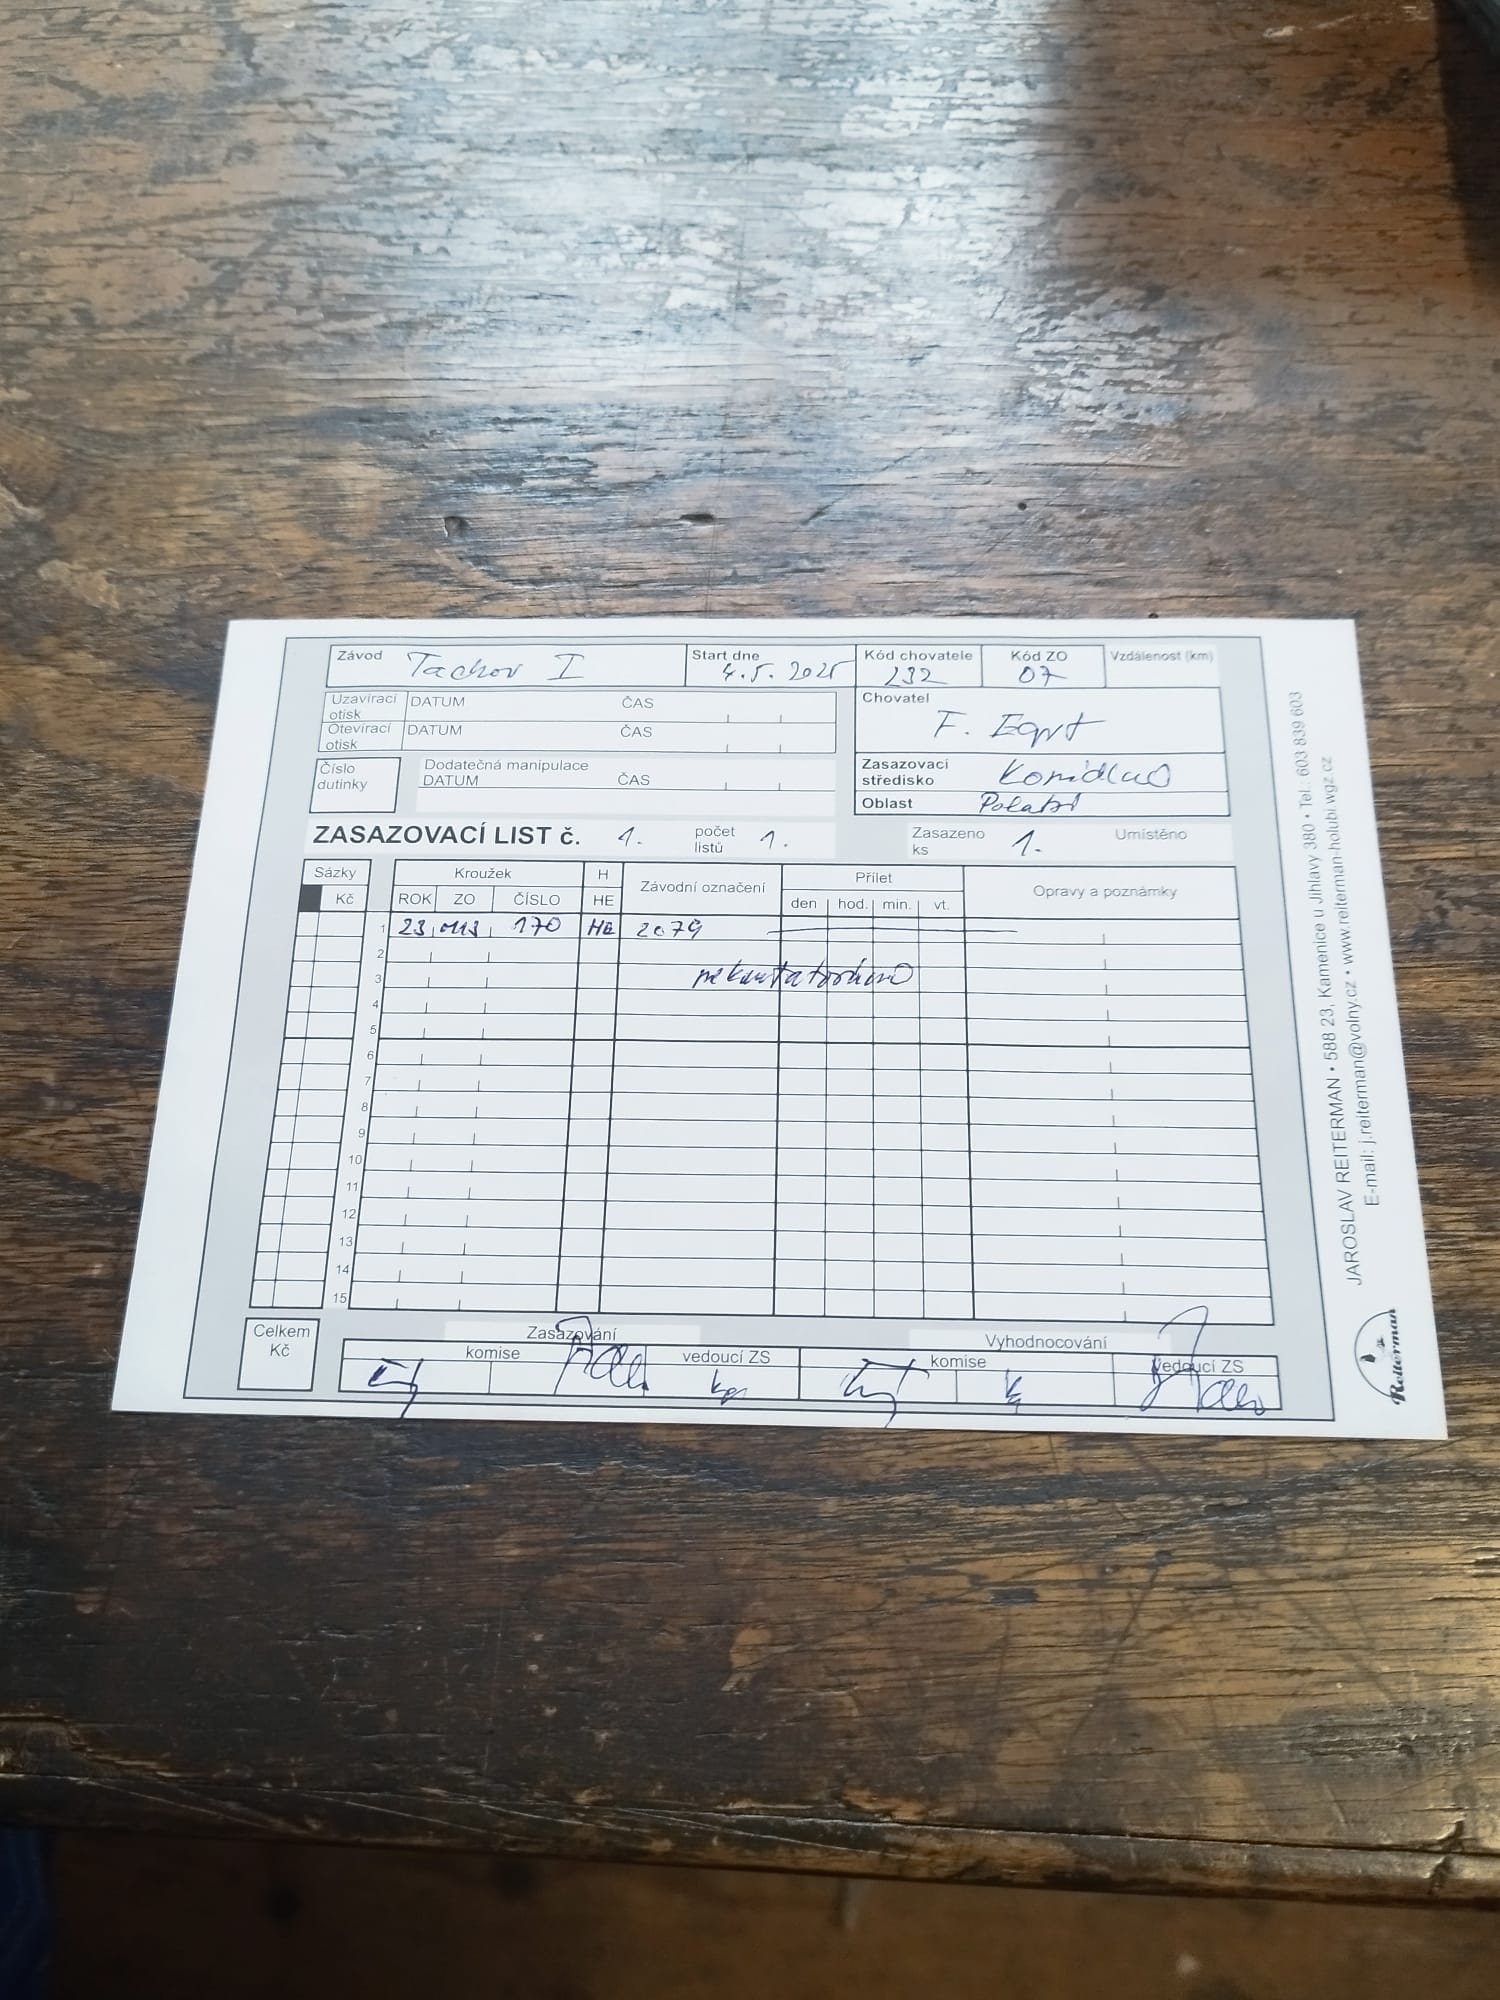 Závod Tachov I Start dne 4.5.2025 Kód chovatele 232 Kód ZO 07 Vzdálenost (km)
Uzavírací otisk DATUM ČAS
Otevírací otisk DATUM ČAS
Chovatel F. Egrt
Číslo dutinky Dodatečná manipulace
DATUM ČAS
Zasazovací středisko
Oblast Polabí
ZASAZOVACÍ LIST č. 1. počet listů 1. Zasazeno ks 1. Umístěno
Sázky Kroužek H Závodní označení Přílet Opravy a poznámky
Kč ROK ZO ČÍSLO HE den hod. min. vt.
1 23 0113 170 HE 2079
2
3
4
5
6
7
8
9
10
11
12
13
14
15
Celkem Kč
Zasazování Vyhodnocování
komise vedoucí ZS komise vedoucí ZS
JAROSLAV REITERMAN • 588 23, Kamenice u Jihlavy 380 • Tel.: 603 839 603
E-mail: j.reiterman@volny.cz • www.reiterman-holubi.wgz.cz
Reiterman